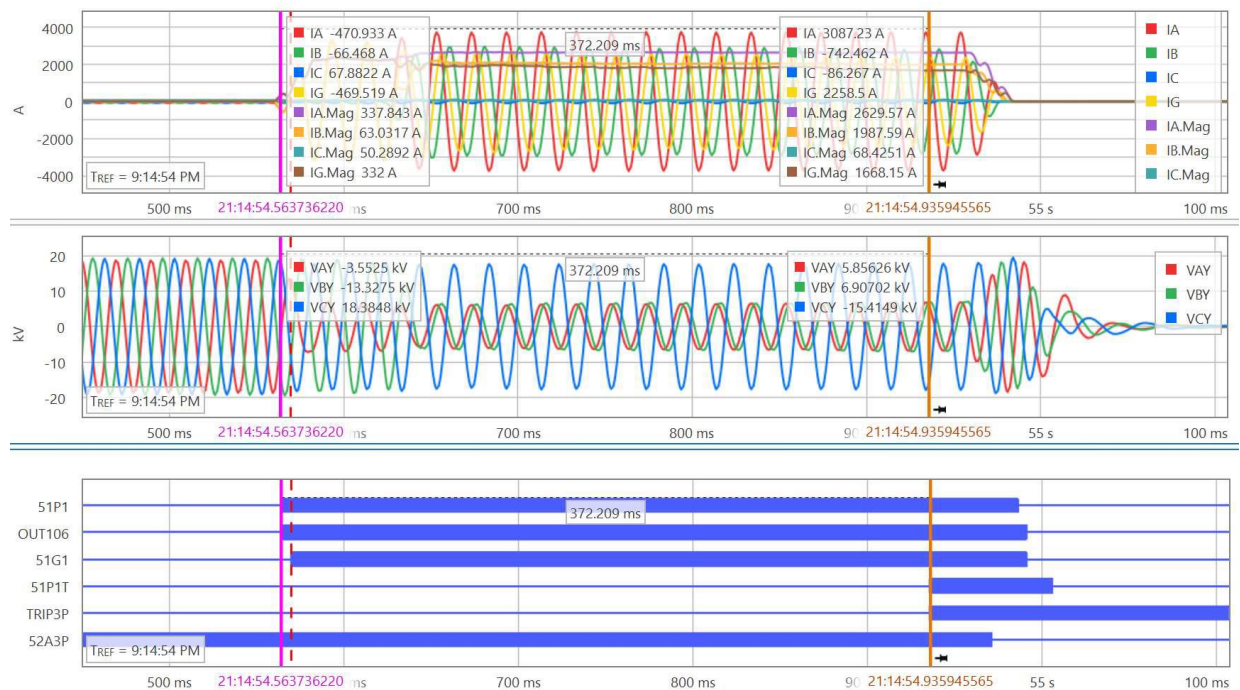 4000
2000
0
-2000
-4000
A
IA -470.933 A
IB -66.468 A
IC 67.8822 A
IG -469.519 A
IA.Mag 337.843 A
IB.Mag 63.0317 A
IC.Mag 50.2892 A
IG.Mag 332 A
372.209 ms
IA 3087.23 A
IB -742.462 A
IC -86.267 A
IG 2258.5 A
IA.Mag 2629.57 A
IB.Mag 1987.59 A
IC.Mag 68.4251 A
IG.Mag 1668.15 A
IA
IB
IC
IG
IA.Mag
IB.Mag
IC.Mag
TREF = 9:14:54 PM
500 ms 21:14:54.563736220 ms 700 ms 800 ms 90 21:14:54.935945565 55 s 100 ms
20
10
0
-10
-20
kV
VAY -3.5525 kV
VBY -13.3275 kV
VCY 18.3848 kV
372.209 ms
VAY 5.85626 kV
VBY 6.90702 kV
VCY -15.4149 kV
VAY
VBY
VCY
TREF = 9:14:54 PM
500 ms 21:14:54.563736220 ms 700 ms 800 ms 90 21:14:54.935945565 55 s 100 ms
51P1
372.209 ms
OUT106
51G1
51P1T
TRIP3P
52A3P
TREF = 9:14:54 PM
500 ms 21:14:54.563736220 ms 700 ms 800 ms 90 21:14:54.935945565 55 s 100 ms